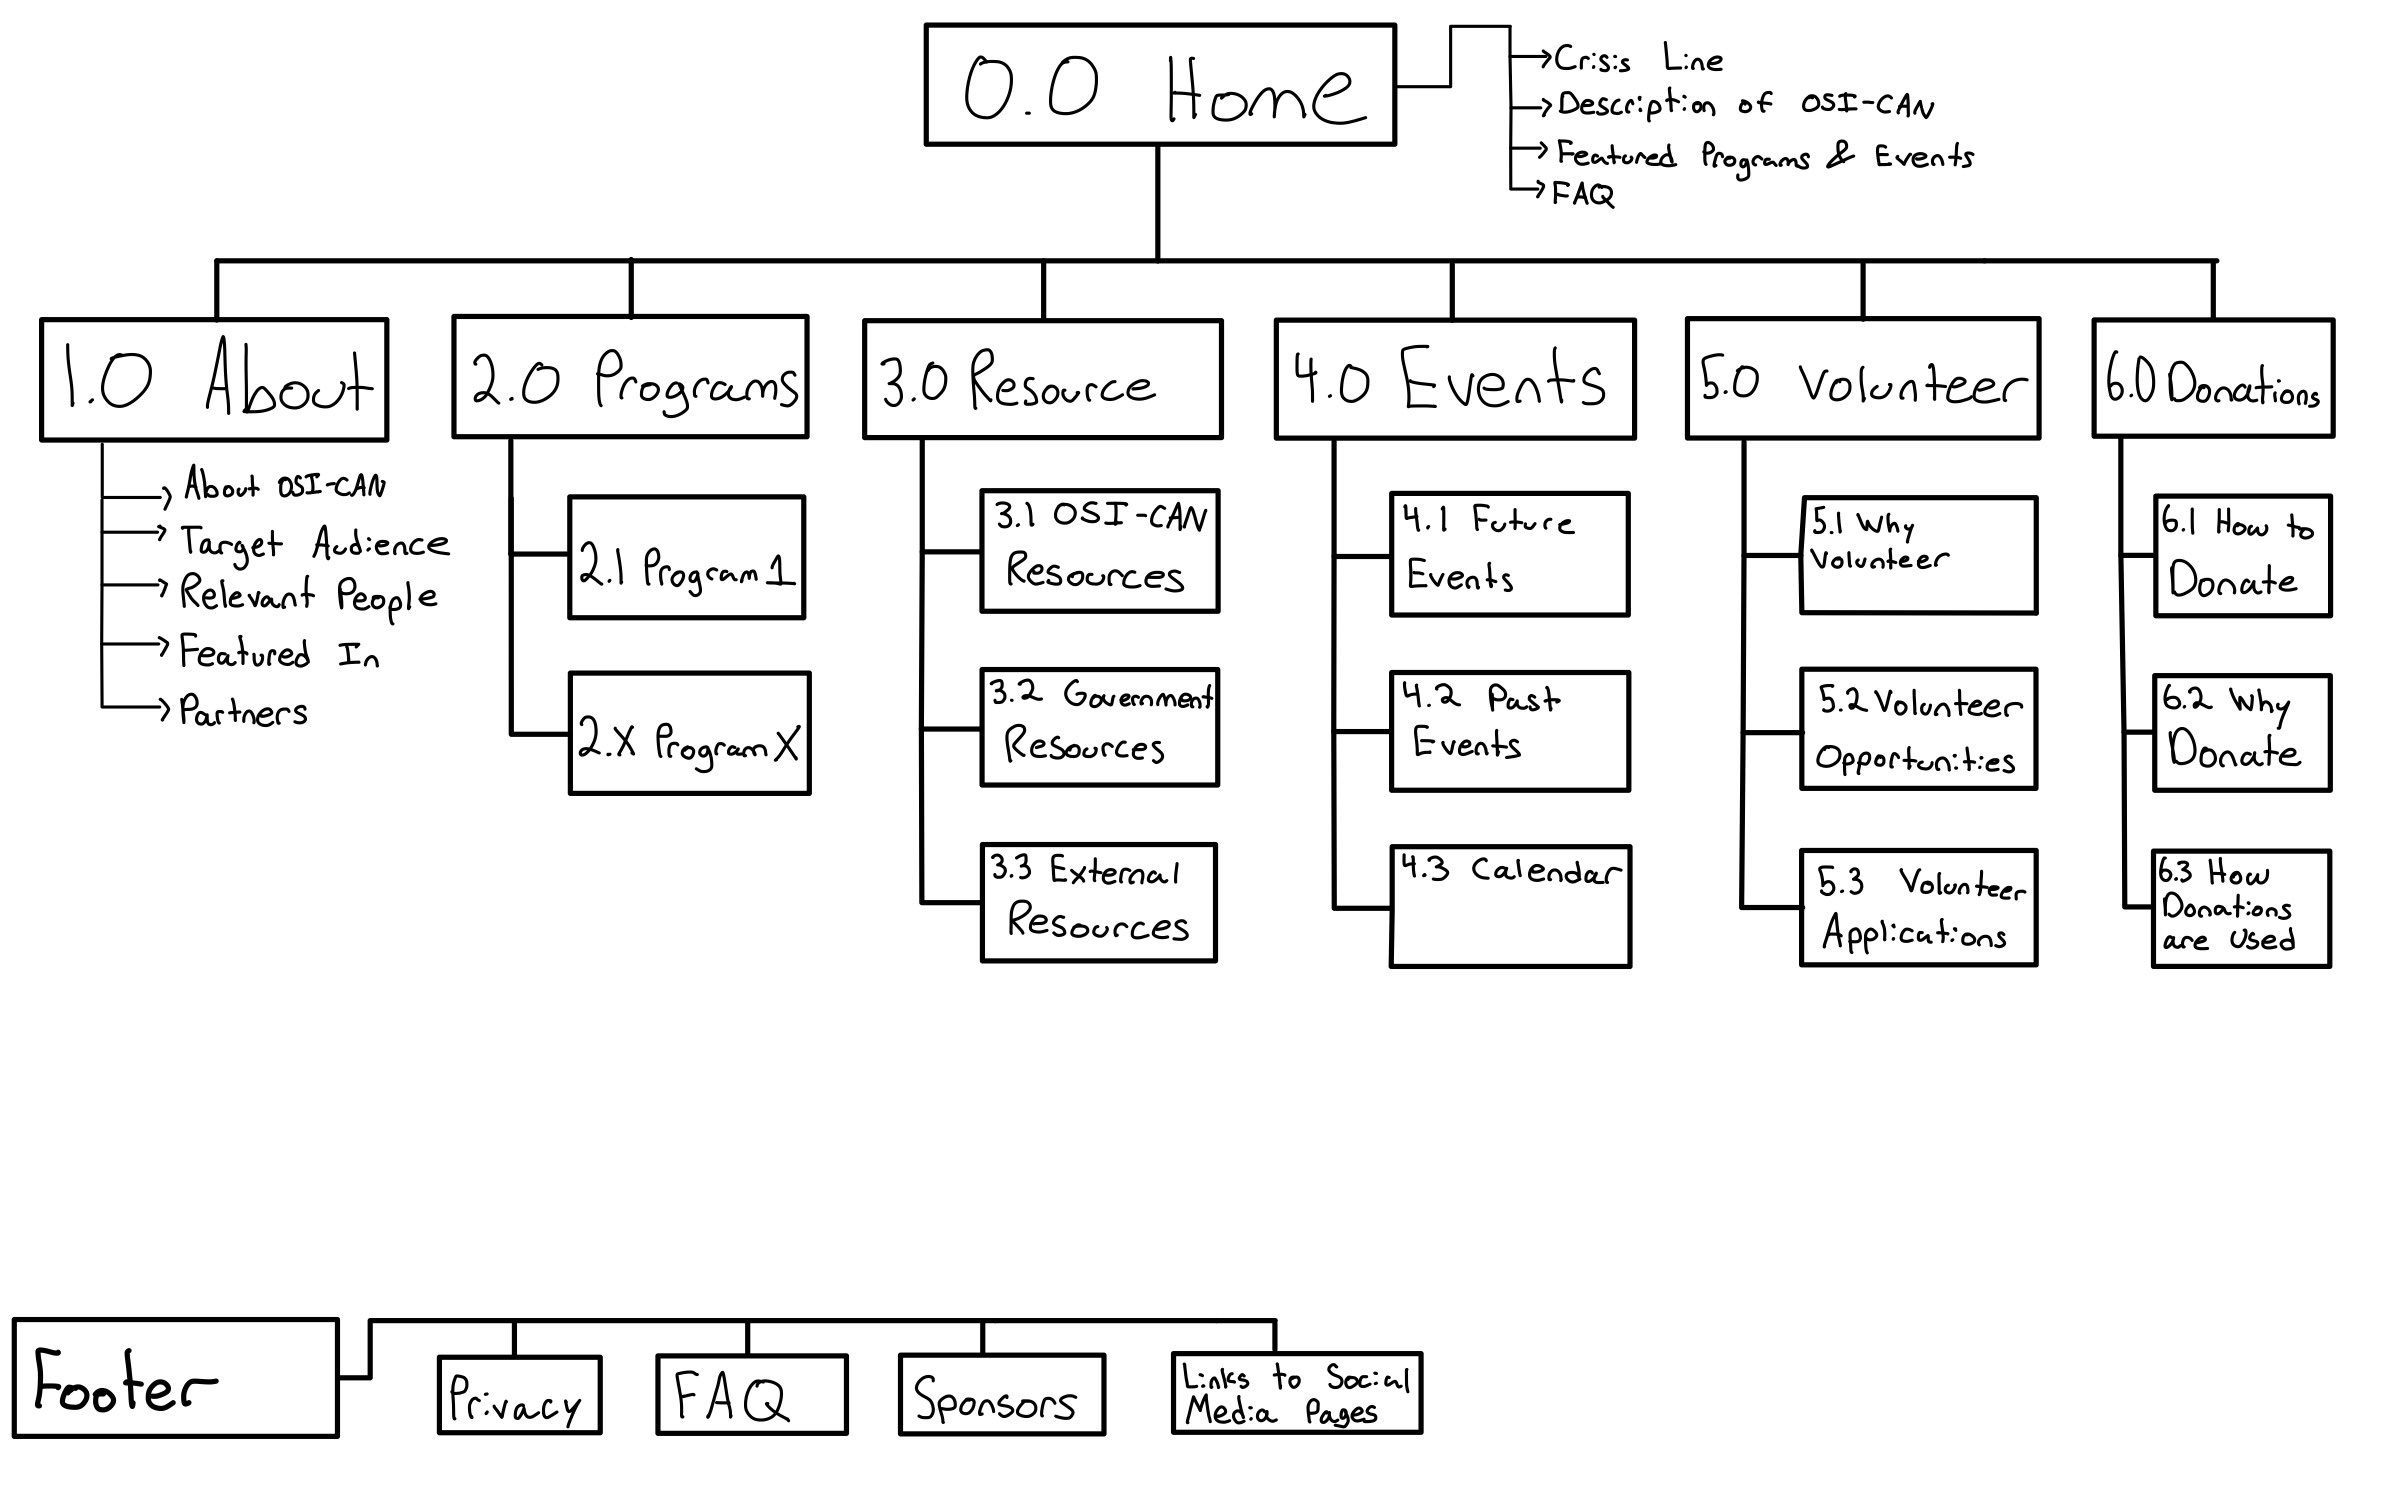 0.0 Home
Crisis Line
Description of OSI-CAN
Featured Programs & Events
FAQ
1.0 About
About OSI-CAN
Target Audience
Relevant People
Featured In
Partners
2.0 Programs
2.1 Program 1
2.X Program X
3.0 Resource
3.1 OSI-CAN
Resources
3.2 Government
Resources
3.3 External
Resources
4.0 Events
4.1 Future
Events
4.2 Past
Events
4.3 Calendar
5.0 Volunteer
5.1 Why
Volunteer
5.2 Volunteer
Opportunities
5.3 Volunteer
Applications
6.0 Donations
6.1 How to
Donate
6.2 Why
Donate
6.3 How
Donations
are Used
Footer
Privacy
FAQ
Sponsors
Links to Social
Media Pages